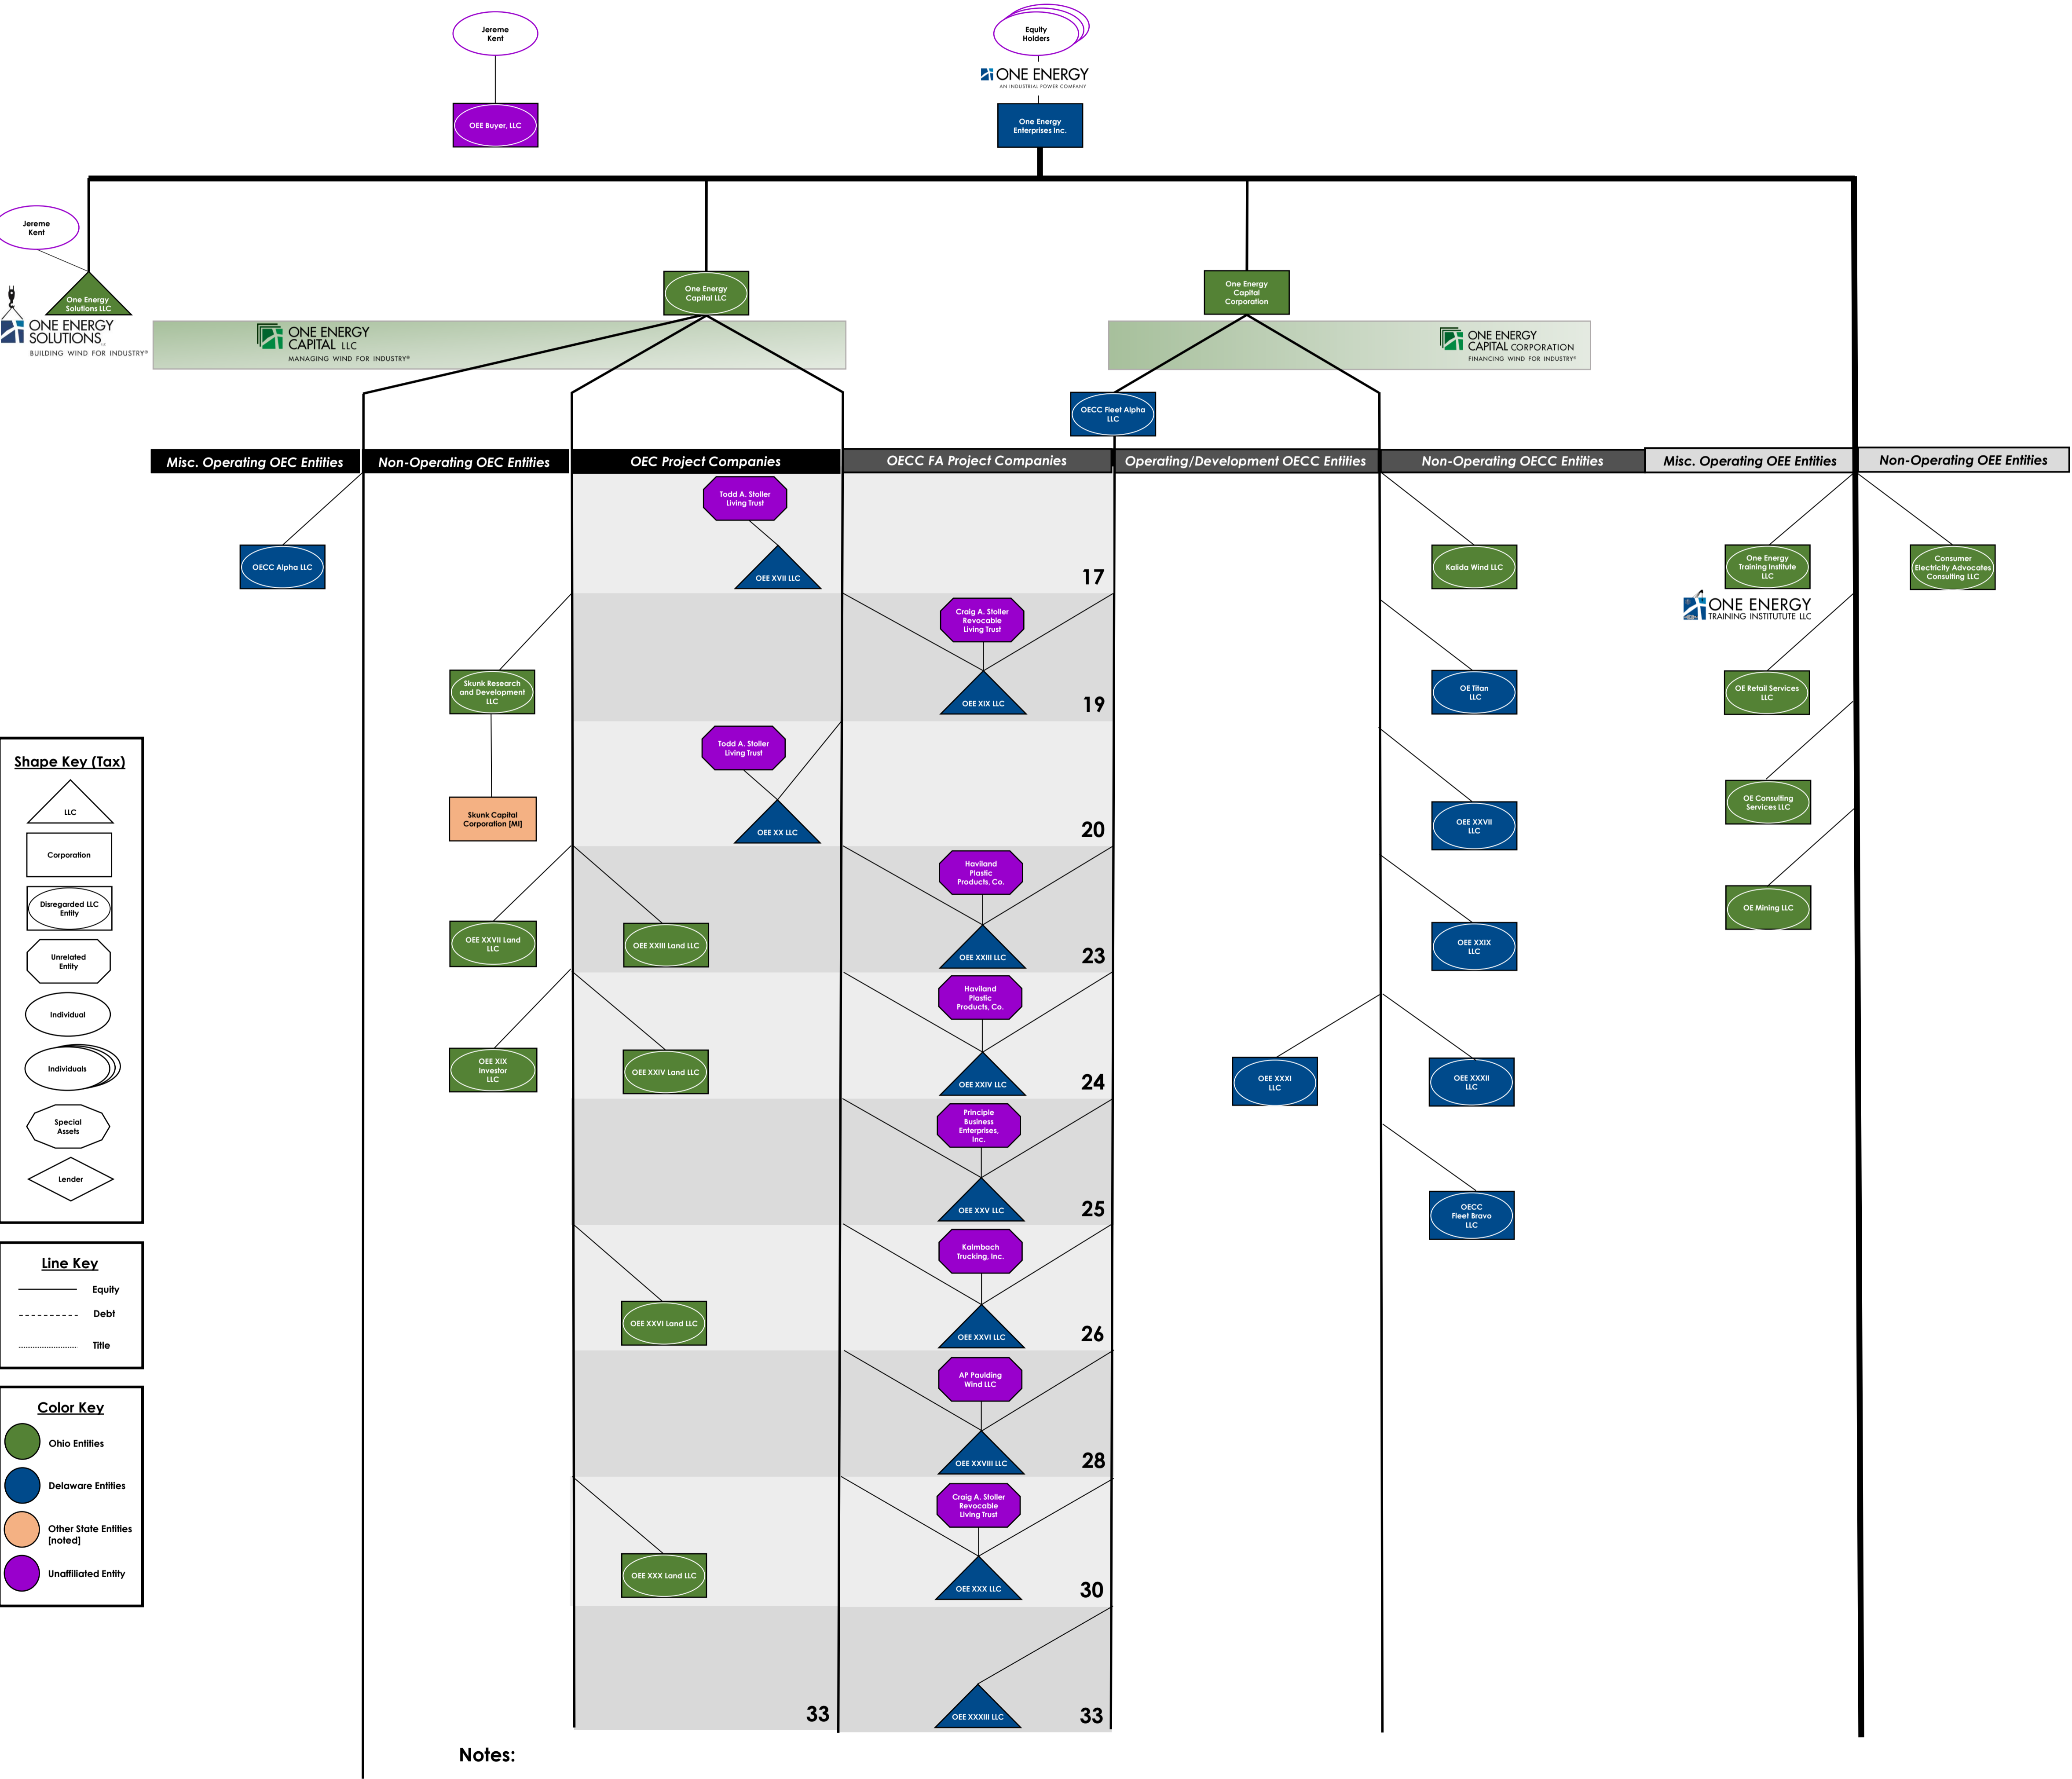 Jereme
Kent
Equity
Holders
ONE ENERGY
AN INDUSTRIAL POWER COMPANY
OEE Buyer, LLC
One Energy
Enterprises Inc.
Jereme
Kent
One Energy
Solutions LLC
ONE ENERGY
SOLUTIONS
BUILDING WIND FOR INDUSTRY®
One Energy
Capital LLC
One Energy
Capital
Corporation
ONE ENERGY
CAPITAL LLC
MANAGING WIND FOR INDUSTRY®
ONE ENERGY
CAPITAL CORPORATION
FINANCING WIND FOR INDUSTRY®
OECC Fleet Alpha
LLC
Misc. Operating OEC Entities
Non-Operating OEC Entities
OEC Project Companies
OECC FA Project Companies
Operating/Development OECC Entities
Non-Operating OECC Entities
Misc. Operating OEE Entities
Non-Operating OEE Entities
Todd A. Stoller
Living Trust
OECC Alpha LLC
OEE XVII LLC
17
Kalida Wind LLC
One Energy
Training Institute
LLC
Consumer
Electricity Advocates
Consulting LLC
ONE ENERGY
TRAINING INSTITUTUTE LLC
Craig A. Stoller
Revocable
Living Trust
Skunk Research
and Development
LLC
OEE XIX LLC
19
OE Titan
LLC
OE Retail Services
LLC
Todd A. Stoller
Living Trust
Skunk Capital
Corporation [MI]
OEE XX LLC
20
OEE XXVII
LLC
OE Consulting
Services LLC
Haviland
Plastic
Products, Co.
OEE XXVII Land
LLC
OEE XXIII Land LLC
OEE XXIII LLC
23
OEE XXIX
LLC
OE Mining LLC
Haviland
Plastic
Products, Co.
OEE XIX
Investor
LLC
OEE XXIV Land LLC
OEE XXIV LLC
24
OEE XXXI
LLC
OEE XXXII
LLC
Principle
Business
Enterprises,
Inc.
OEE XXV LLC
25
OECC
Fleet Bravo
LLC
Kalmbach
Trucking, Inc.
OEE XXVI Land LLC
OEE XXVI LLC
26
AP Paulding
Wind LLC
OEE XXVIII LLC
28
Craig A. Stoller
Revocable
Living Trust
OEE XXX Land LLC
OEE XXX LLC
30
33
OEE XXXIII LLC
33
Shape Key (Tax)
LLC
Corporation
Disregarded LLC
Entity
Unrelated
Entity
Individual
Individuals
Special
Assets
Lender
Line Key
Equity
Debt
Title
Color Key
Ohio Entities
Delaware Entities
Other State Entities
[noted]
Unaffiliated Entity
Notes: